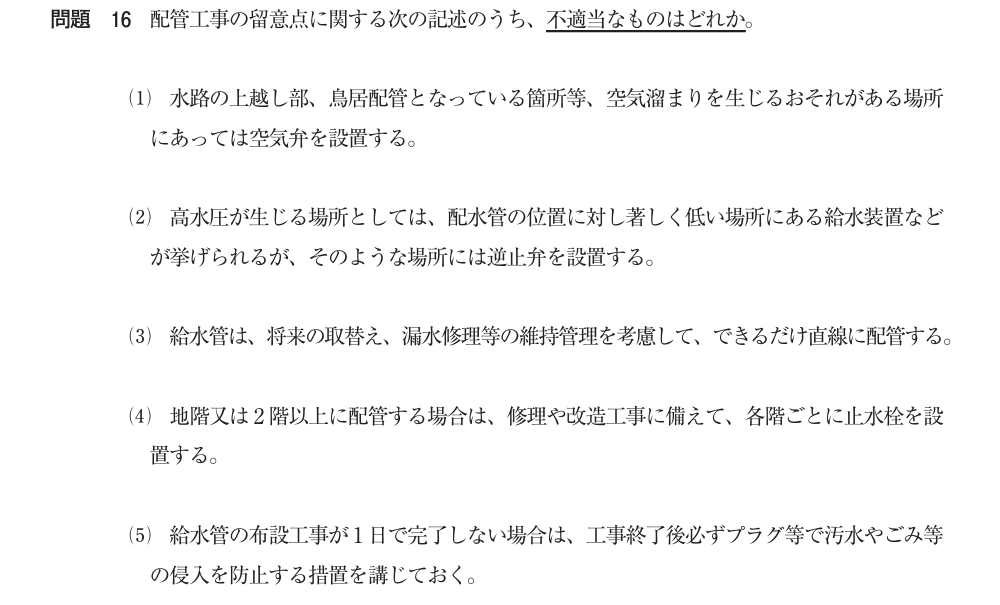 問題 16 配管工事の留意点に関する次の記述のうち、不適当なものはどれか。
(1) 水路の上越し部、鳥居配管となっている箇所等、空気溜まりを生じるおそれがある場所
にあっては空気弁を設置する。
(2) 高水圧が生じる場所としては、配水管の位置に対し著しく低い場所にある給水装置など
が挙げられるが、そのような場所には逆止弁を設置する。
(3) 給水管は、将来の取替え、漏水修理等の維持管理を考慮して、できるだけ直線に配管する。
(4) 地階又は2階以上に配管する場合は、修理や改造工事に備えて、各階ごとに止水栓を設
置する。
(5) 給水管の布設工事が1日で完了しない場合は、工事終了後必ずプラグ等で汚水やごみ等
の侵入を防止する措置を講じておく。